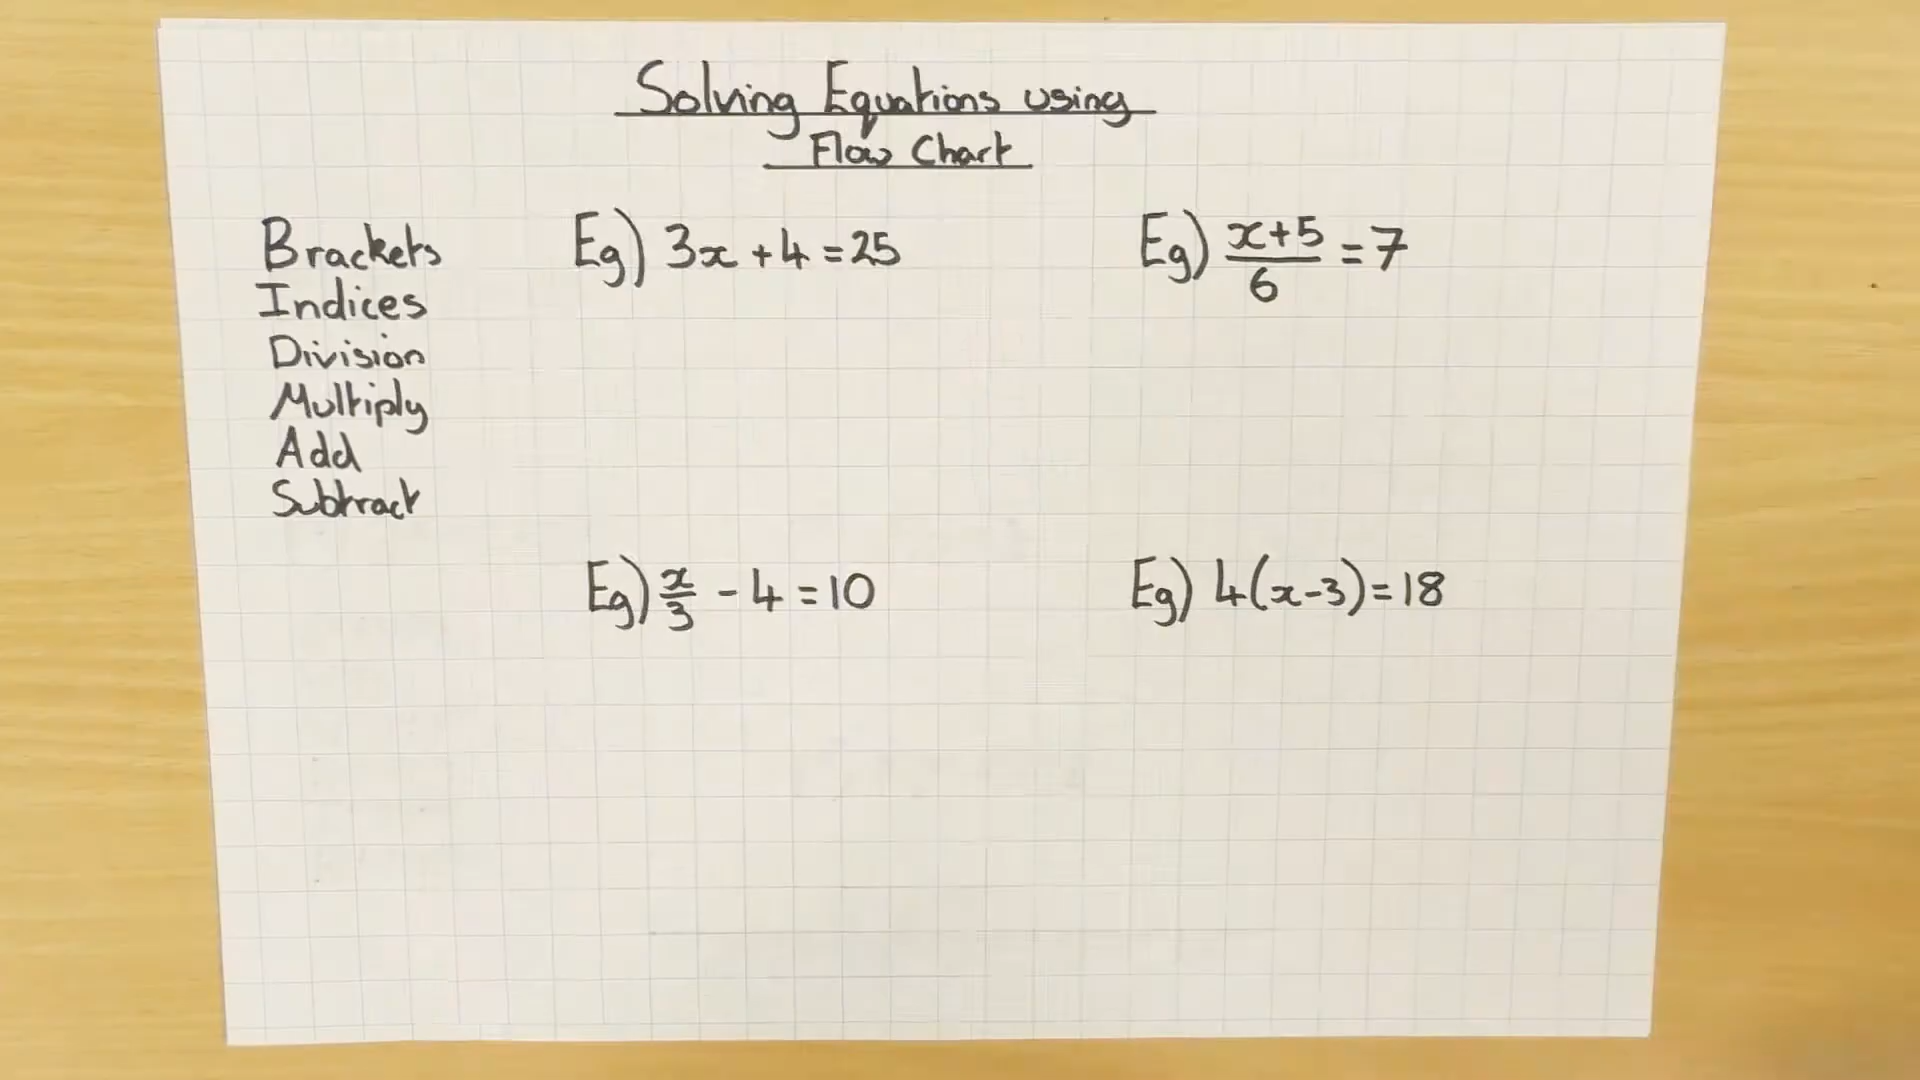 Solving Equations using
Flow Chart
Brackets
Indices
Division
Multiply
Add
Subtract
Eg) 3x + 4 = 25
Eg) x+5/6 = 7
Eg) x/3 - 4 = 10
Eg) 4(x-3) = 18